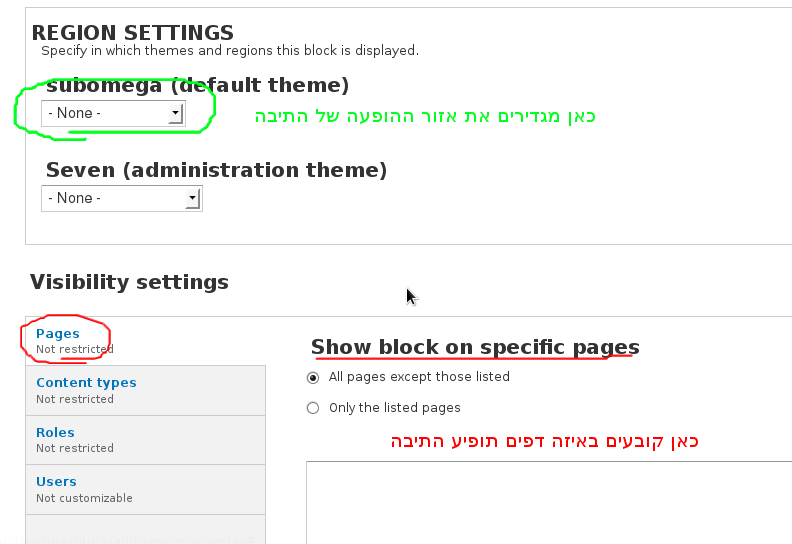 REGION SETTINGS
Specify in which themes and regions this block is displayed.
subomega (default theme)
- None -
כאן מגדירים את אזור ההופעה של התיבה
Seven (administration theme)
- None -
Visibility settings
Pages
Not restricted
Content types
Not restricted
Roles
Not restricted
Users
Not customizable
Show block on specific pages
All pages except those listed
Only the listed pages
כאן קובעים באיזה דפים תופיע התיבה